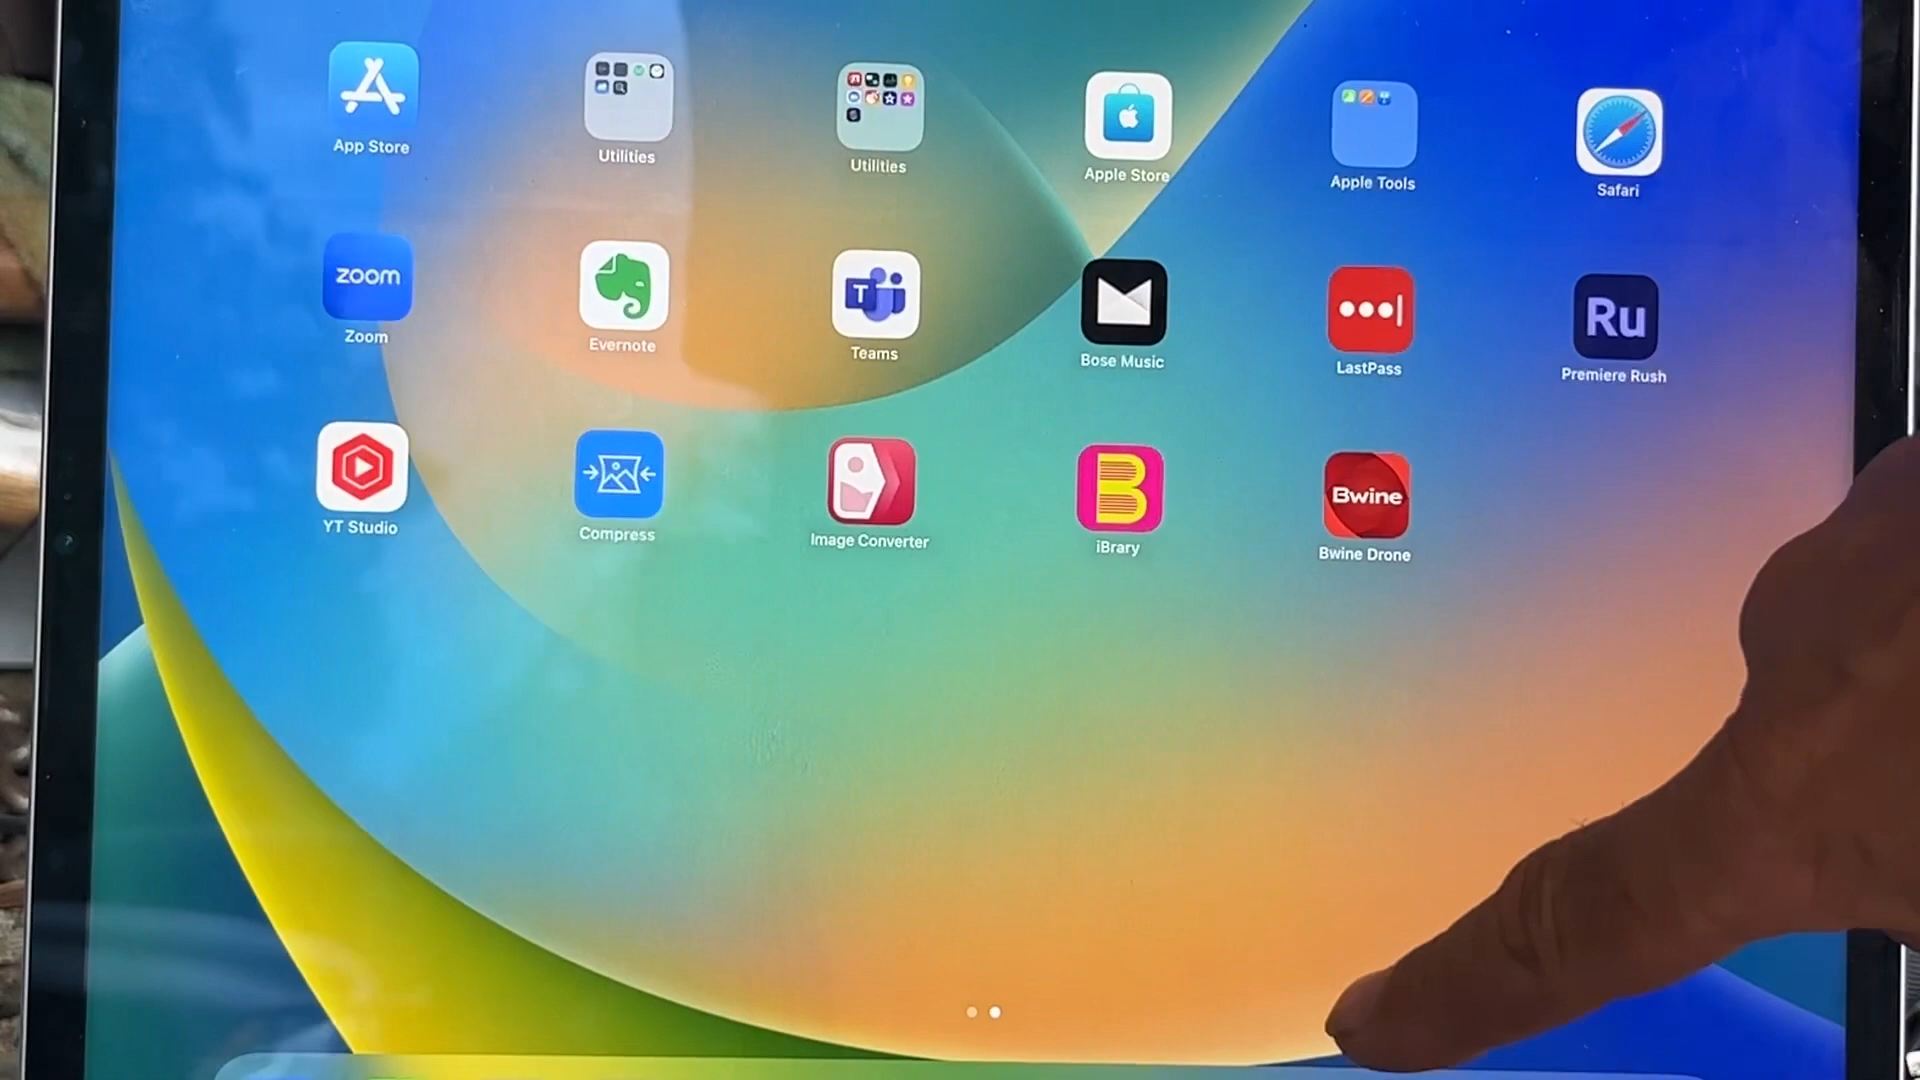 App Store
Utilities
Utilities
Apple Store
Apple Tools
Safari
zoom
Zoom
Evernote
T
Teams
Bose Music
LastPass
Ru
Premiere Rush
YT Studio
Compress
Image Converter
B
iBrary
Bwine
Bwine Drone